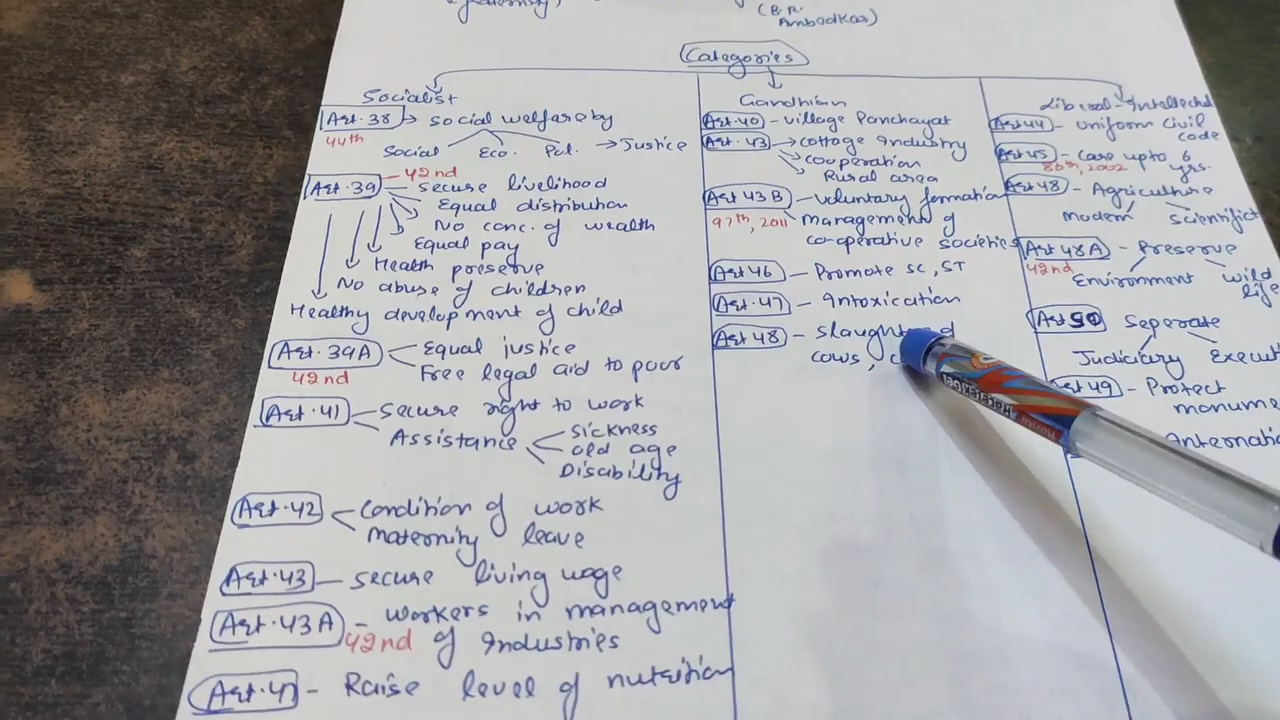 (B.R.
Ambedkar)
Categories
Socialist
Art. 38 → social welfare by
44th
Social Eco. Pol. → Justice
42nd
Art. 39 secure livelihood
Equal distribution
No conc. of wealth
Equal pay
Health preserve
No abuse of children
Healthy development of child
Art. 39A Equal justice
42nd Free legal aid to poor
Art. 41 secure right to work
Assistance
sickness
old age
Disability
Art. 42 condition of work
maternity leave
Art. 43 - secure living wage
Art. 43A - workers in management
42nd of Industries
Art. 47 - Raise level of nutrition
Gandhian
Art 40 - village Panchayat
Art. 43 → cottage Industry
cooperation
Rural area
Art 43 B - voluntary formation
97th, 2011 management of
co-operative societies
Art 46 - Promote SC, ST
Art. 47 - Intoxication
Art 48 - slaught
cows,
Liberal - Intellectual
Art 44 - Uniform Civil
code
Art 45 - care upto 6
86th, 2002 yrs.
Art 48 - Agriculture
modern scientific
Art 48A - Preserve
42nd Environment wild
life
Art 50 Seperate
Judiciary
49 - Protect